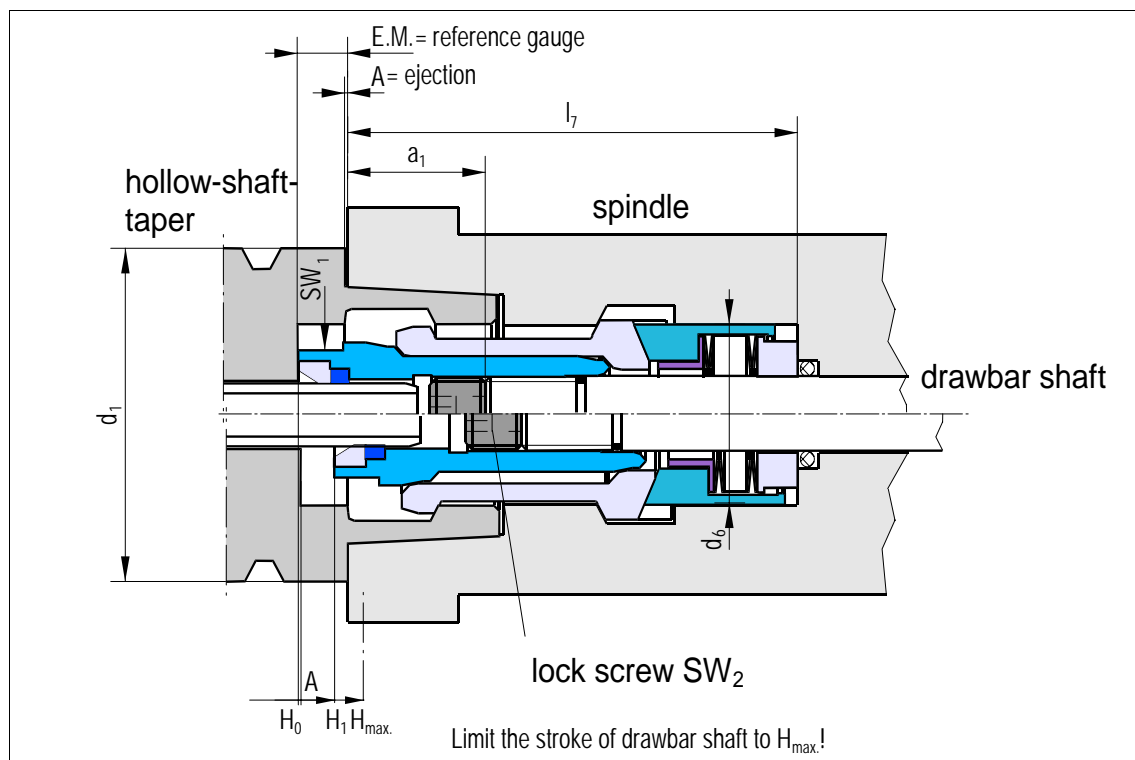 E.M.= reference gauge
A= ejection
l₇
a₁
hollow-shaft-
taper
spindle
SW₁
drawbar shaft
d₁
d₆
lock screw SW₂
A
H₀ H₁ Hmax.
Limit the stroke of drawbar shaft to Hmax.!